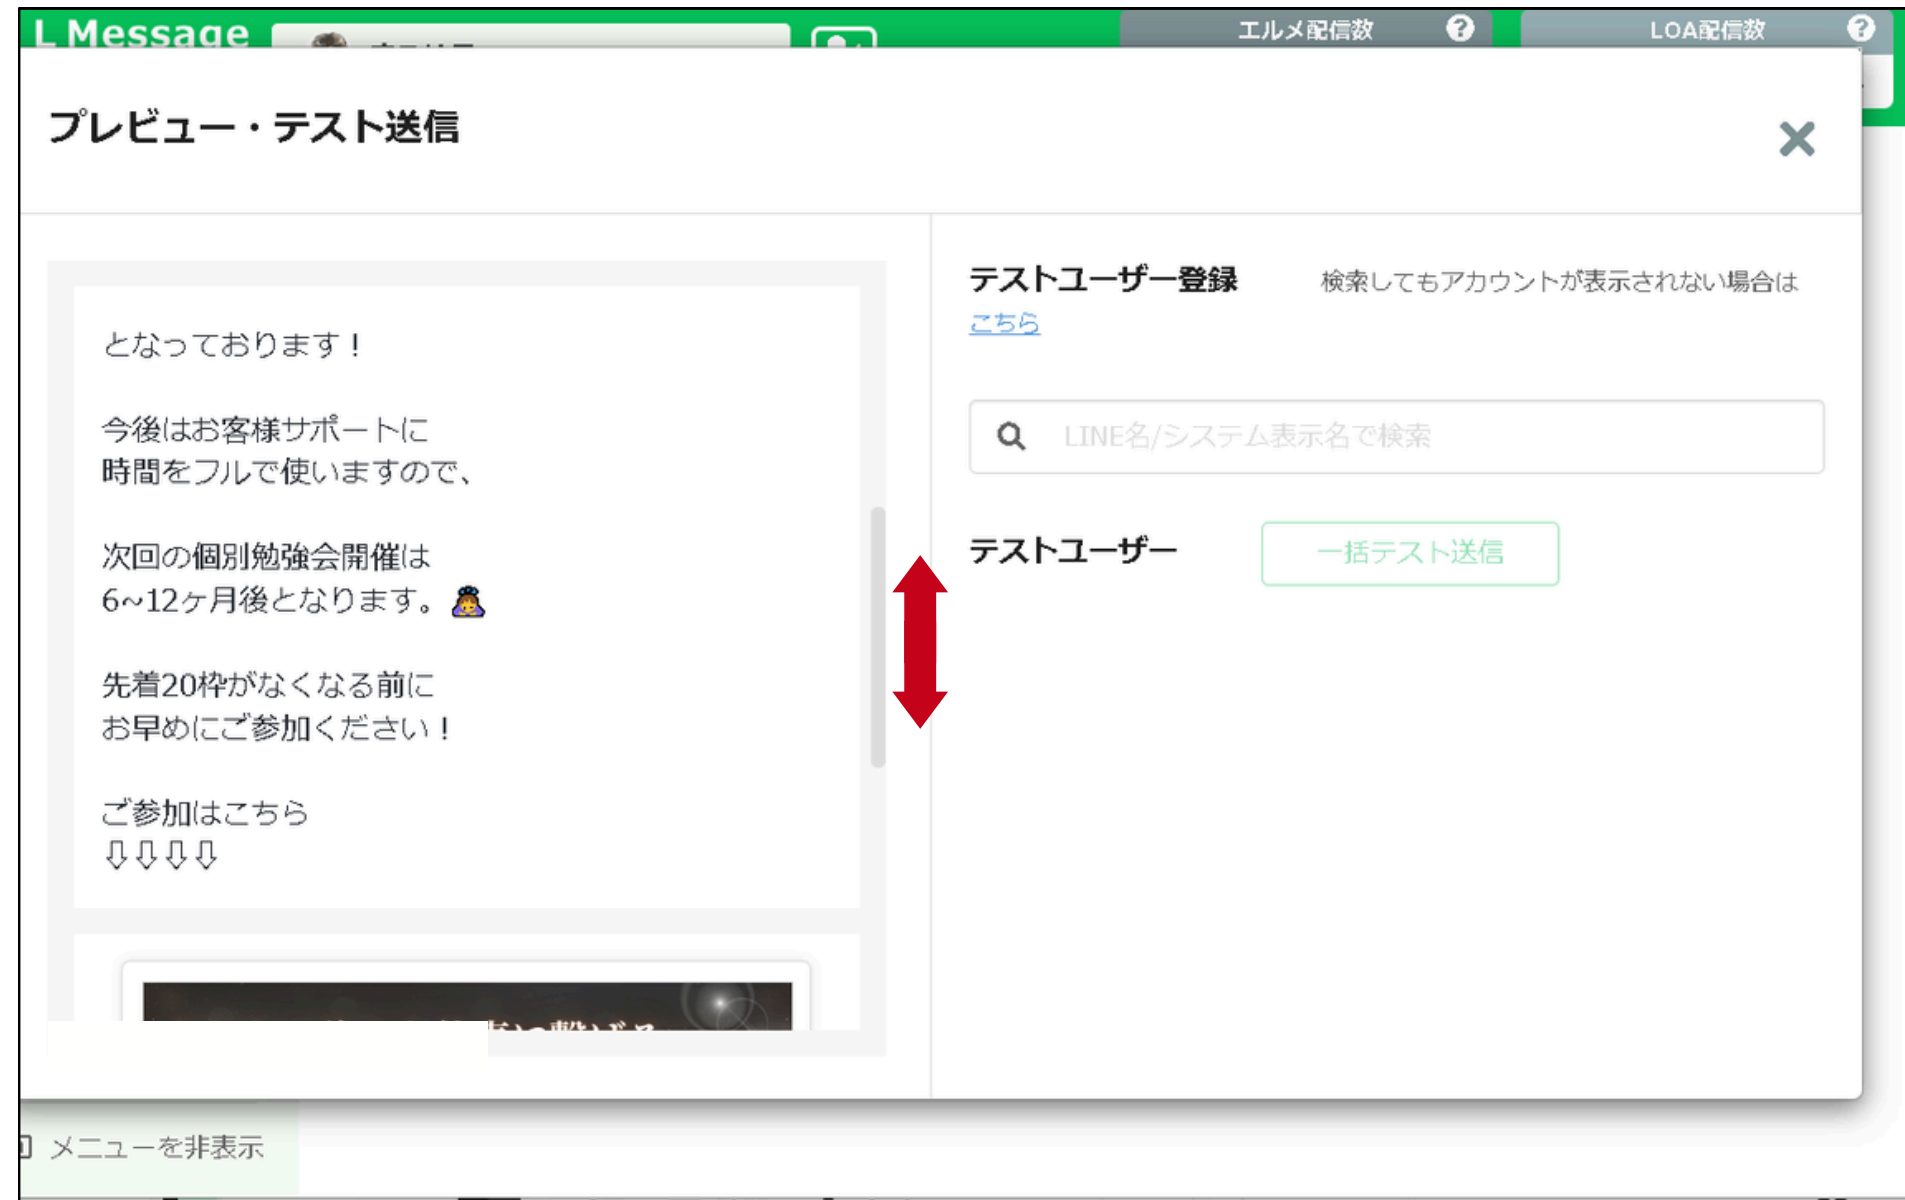 L Message
エルメ配信数
LOA配信数
プレビュー・テスト送信
となっております！
今後はお客様サポートに
時間をフルで使いますので、
次回の個別勉強会開催は
6~12ヶ月後となります。🙇‍♀️
先着20枠がなくなる前に
お早めにご参加ください！
ご参加はこちら
⇩⇩⇩⇩
テストユーザー登録 検索してもアカウントが表示されない場合は
こちら
LINE名/システム表示名で検索
テストユーザー 一括テスト送信
メニューを非表示